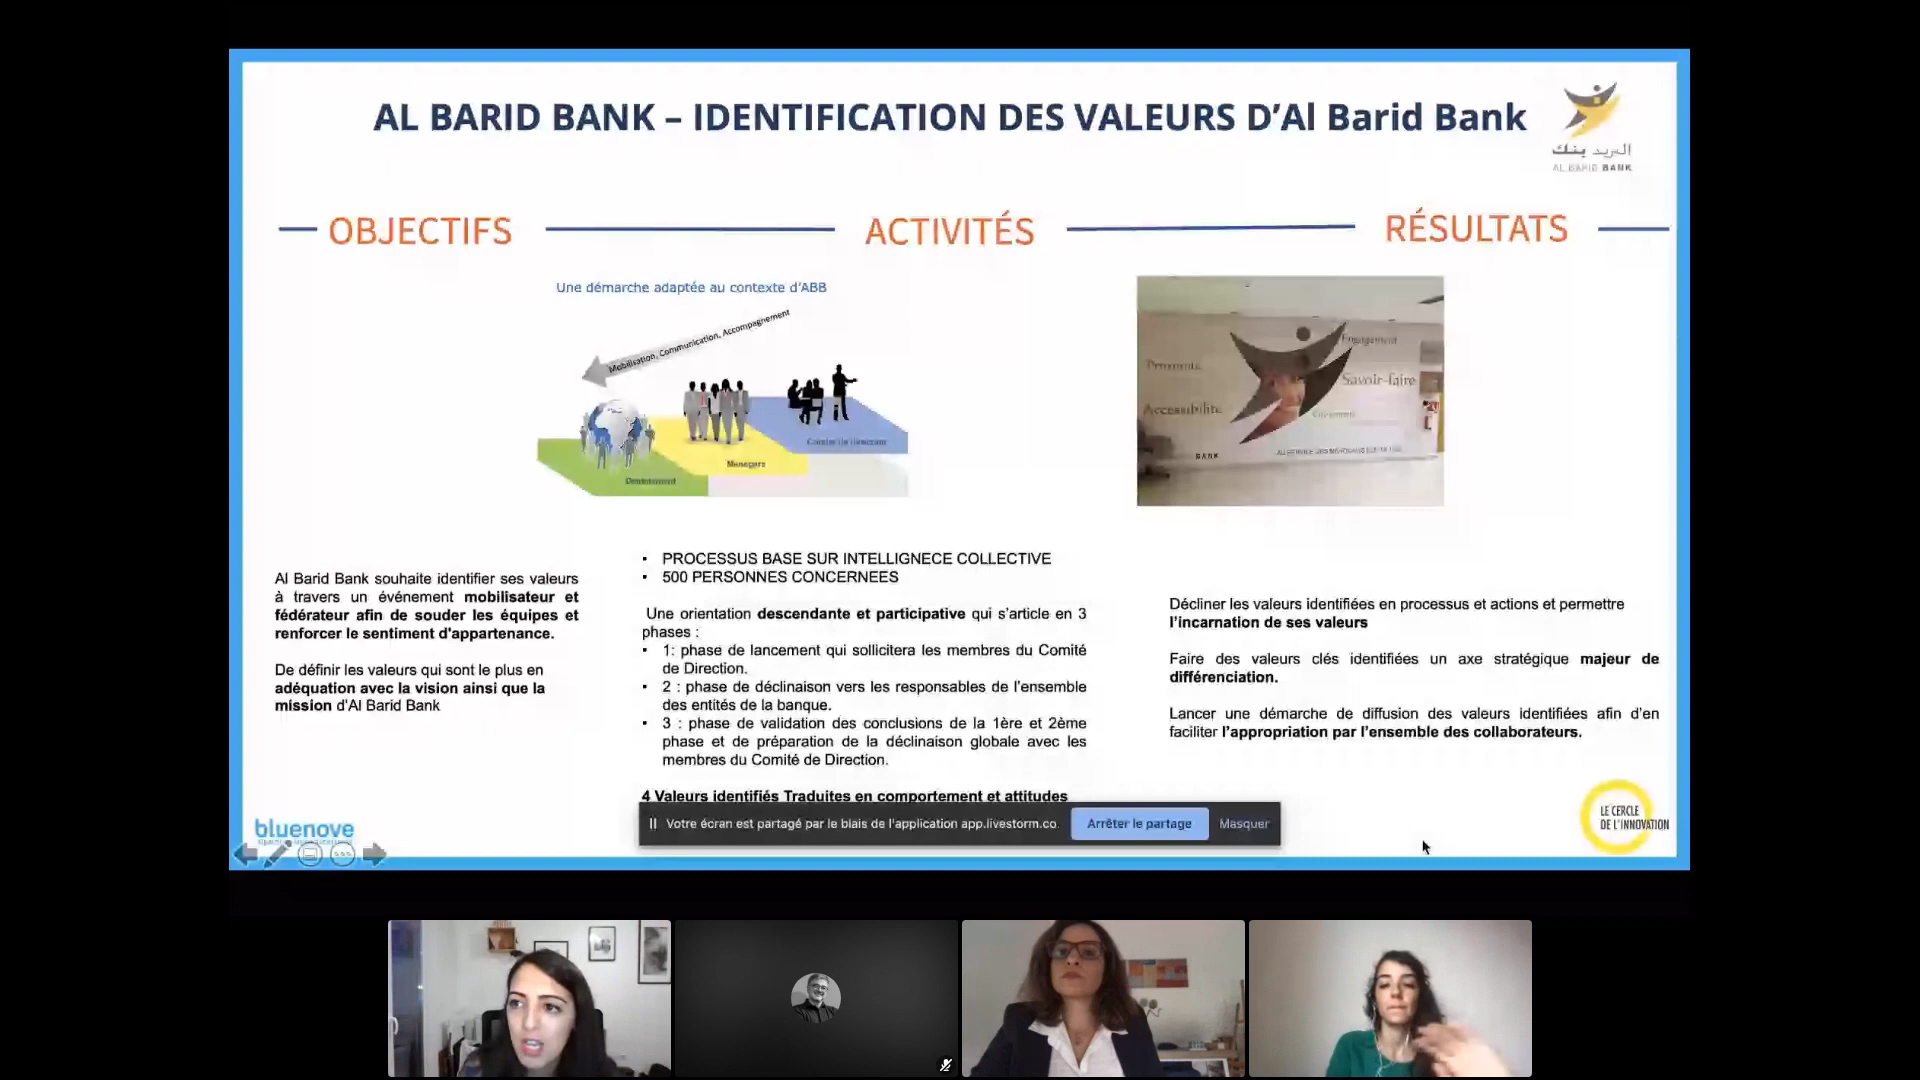 AL BARID BANK – IDENTIFICATION DES VALEURS D'Al Barid Bank
البريد بنك
AL BARID BANK
OBJECTIFS
ACTIVITÉS
RÉSULTATS
Une démarche adaptée au contexte d'ABB
Mobilisation, Communication, Accompagnement
Comité de Direction
Managers
Proximité
Accessibilité
Engagement
Savoir-faire
BANK
Al Barid Bank souhaite identifier ses valeurs
à travers un événement mobilisateur et
fédérateur afin de souder les équipes et
renforcer le sentiment d'appartenance.
De définir les valeurs qui sont le plus en
adéquation avec la vision ainsi que la
mission d'Al Barid Bank
• PROCESSUS BASE SUR INTELLIGNECE COLLECTIVE
• 500 PERSONNES CONCERNEES
Une orientation descendante et participative qui s'article en 3
phases :
• 1: phase de lancement qui sollicitera les membres du Comité
de Direction.
• 2 : phase de déclinaison vers les responsables de l'ensemble
des entités de la banque.
• 3 : phase de validation des conclusions de la 1ère et 2ème
phase et de préparation de la déclinaison globale avec les
membres du Comité de Direction.
4 Valeurs identifiés Traduites en comportement et attitudes
Décliner les valeurs identifiées en processus et actions et permettre
l'incarnation de ses valeurs
Faire des valeurs clés identifiées un axe stratégique majeur de
différenciation.
Lancer une démarche de diffusion des valeurs identifiées afin d'en
faciliter l'appropriation par l'ensemble des collaborateurs.
bluenove
Votre écran est partagé par le biais de l'application app.livestorm.co.
Arrêter le partage
Masquer
LE CERCLE
DE L'INNOVATION